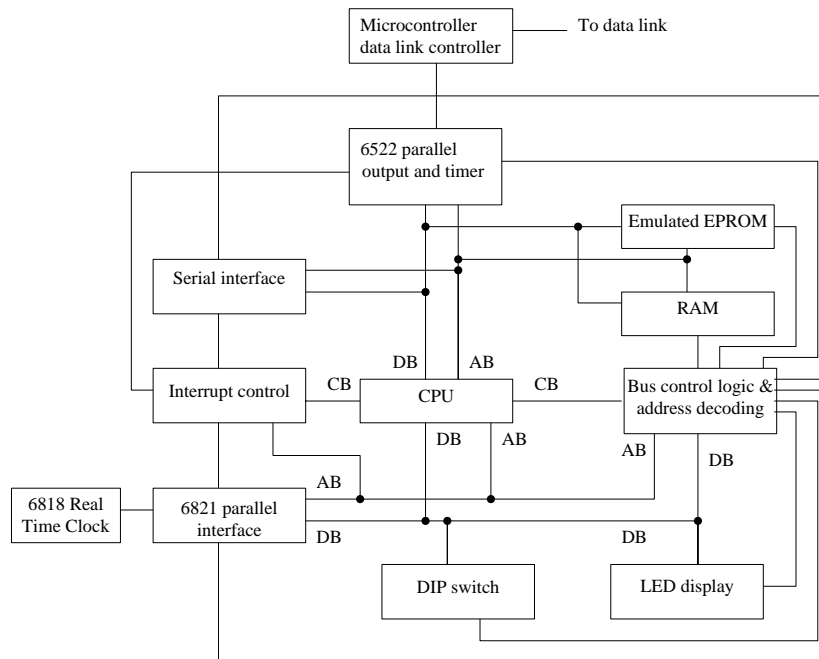 Microcontroller
data link controller
To data link
6522 parallel
output and timer
Emulated EPROM
Serial interface
RAM
DB
AB
Interrupt control
CB
CPU
CB
Bus control logic &
address decoding
DB
AB
AB
DB
AB
6818 Real
Time Clock
6821 parallel
interface
DB
DB
DIP switch
LED display